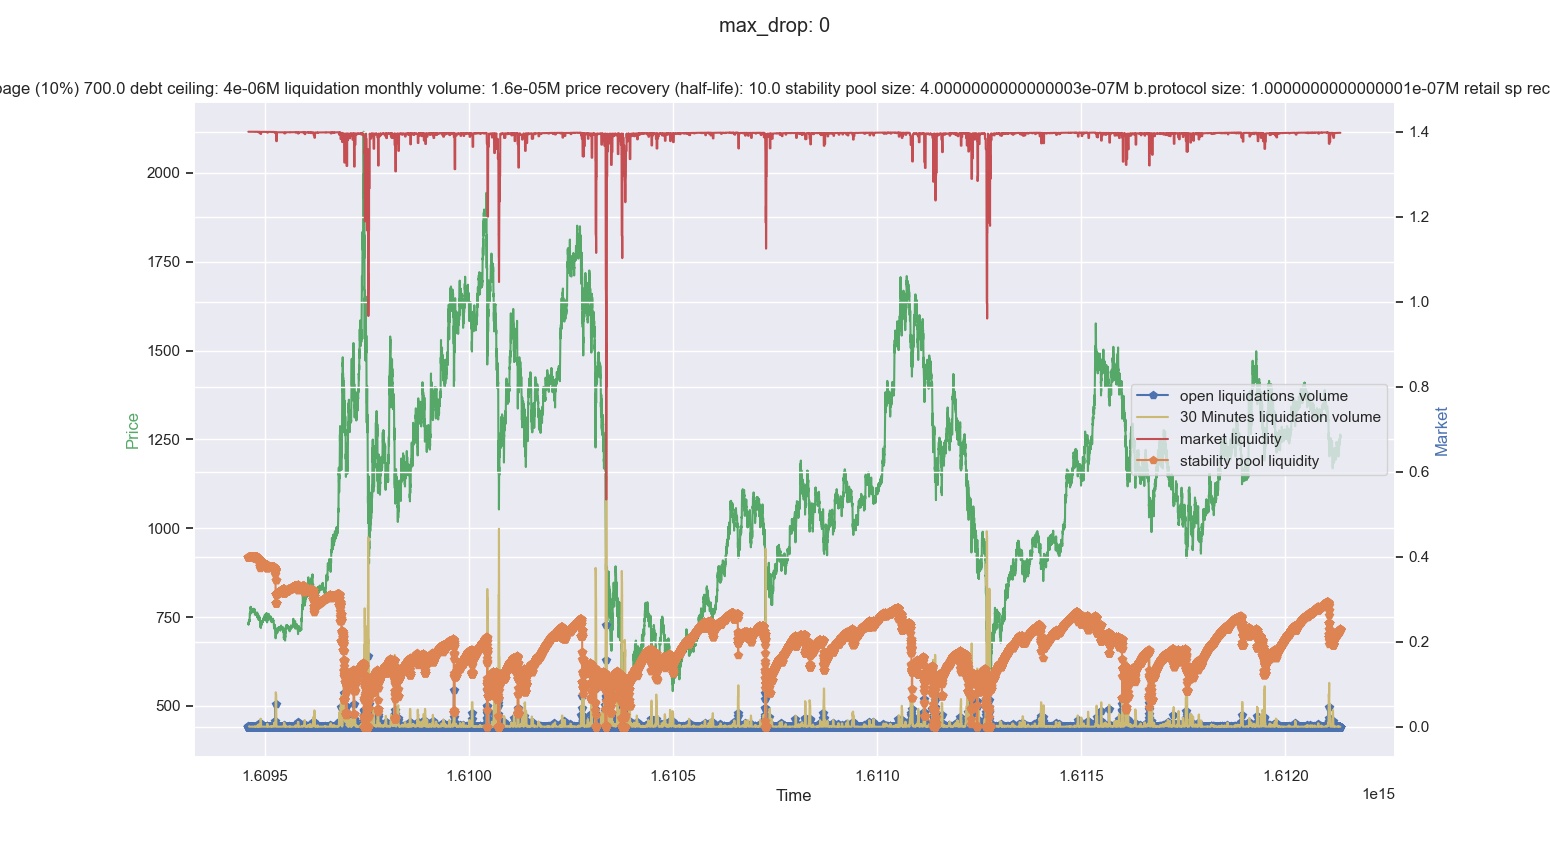 max_drop: 0
page (10%) 700.0 debt ceiling: 4e-06M liquidation monthly volume: 1.6e-05M price recovery (half-life): 10.0 stability pool size: 4.0000000000000003e-07M b.protocol size: 1.0000000000000001e-07M retail sp rec
2000
1750
1500
1250
1000
750
500
Price
1.4
1.2
1.0
0.8
0.6
0.4
0.2
0.0
Market
open liquidations volume
30 Minutes liquidation volume
market liquidity
stability pool liquidity
1.6095 1.6100 1.6105 1.6110 1.6115 1.6120
1e15
Time